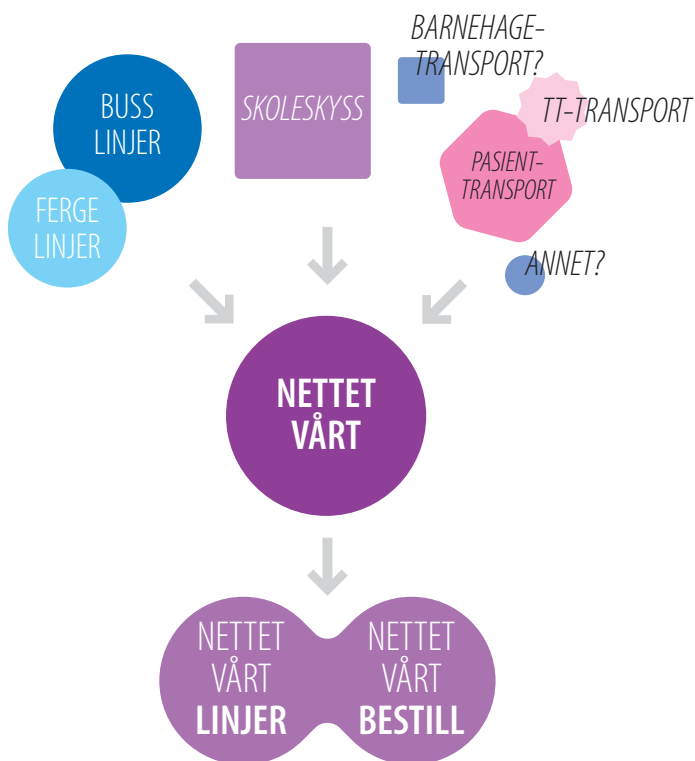 BUSS
LINJER
FERGE
LINJER
SKOLESKYSS
BARNEHAGE-
TRANSPORT?
TT-TRANSPORT
PASIENT-
TRANSPORT
ANNET?
NETTET
VÅRT
NETTET
VÅRT
LINJER
NETTET
VÅRT
BESTILL